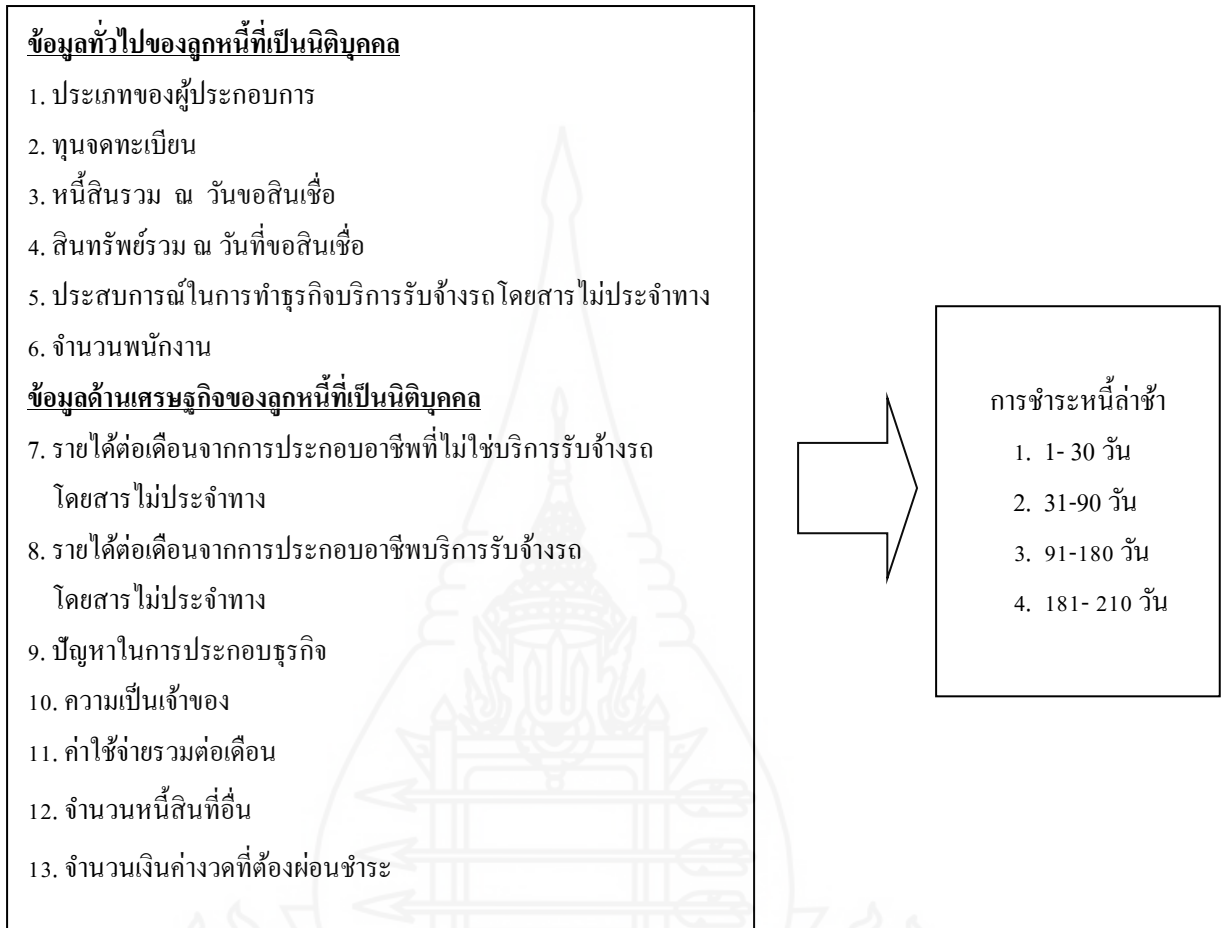 ข้อมูลทั่วไปของลูกหนี้ที่เป็นนิติบุคคล
1. ประเภทของผู้ประกอบการ
2. ทุนจดทะเบียน
3. หนี้สินรวม ณ วันขอสินเชื่อ
4. สินทรัพย์รวม ณ วันที่ขอสินเชื่อ
5. ประสบการณ์ในการทำธุรกิจบริการรับจ้างรถโดยสารไม่ประจำทาง
6. จำนวนพนักงาน
ข้อมูลด้านเศรษฐกิจของลูกหนี้ที่เป็นนิติบุคคล
7. รายได้ต่อเดือนจากการประกอบอาชีพที่ไม่ใช่บริการรับจ้างรถ
โดยสารไม่ประจำทาง
8. รายได้ต่อเดือนจากการประกอบอาชีพบริการรับจ้างรถ
โดยสารไม่ประจำทาง
9. ปัญหาในการประกอบธุรกิจ
10. ความเป็นเจ้าของ
11. ค่าใช้จ่ายรวมต่อเดือน
12. จำนวนหนี้สินที่อื่น
13. จำนวนเงินค่างวดที่ต้องผ่อนชำระ
การชำระหนี้ล่าช้า
1. 1- 30 วัน
2. 31-90 วัน
3. 91-180 วัน
4. 181- 210 วัน